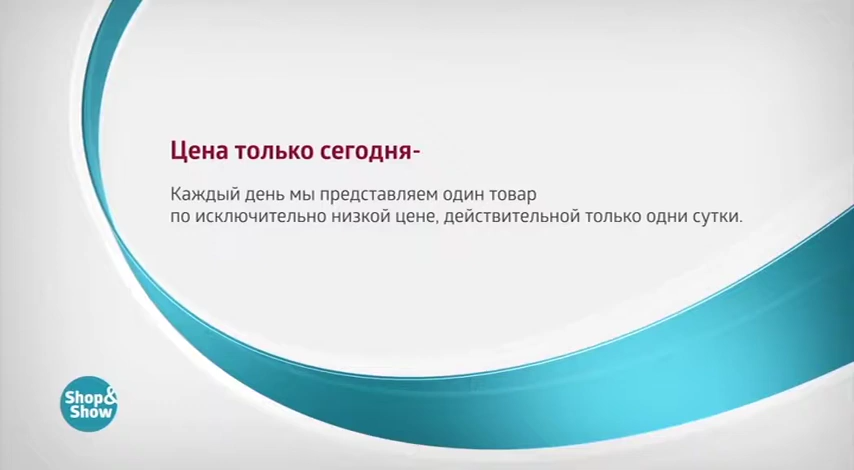 Цена только сегодня-
Каждый день мы представляем один товар
по исключительно низкой цене, действительной только одни сутки.
Shop&
Show